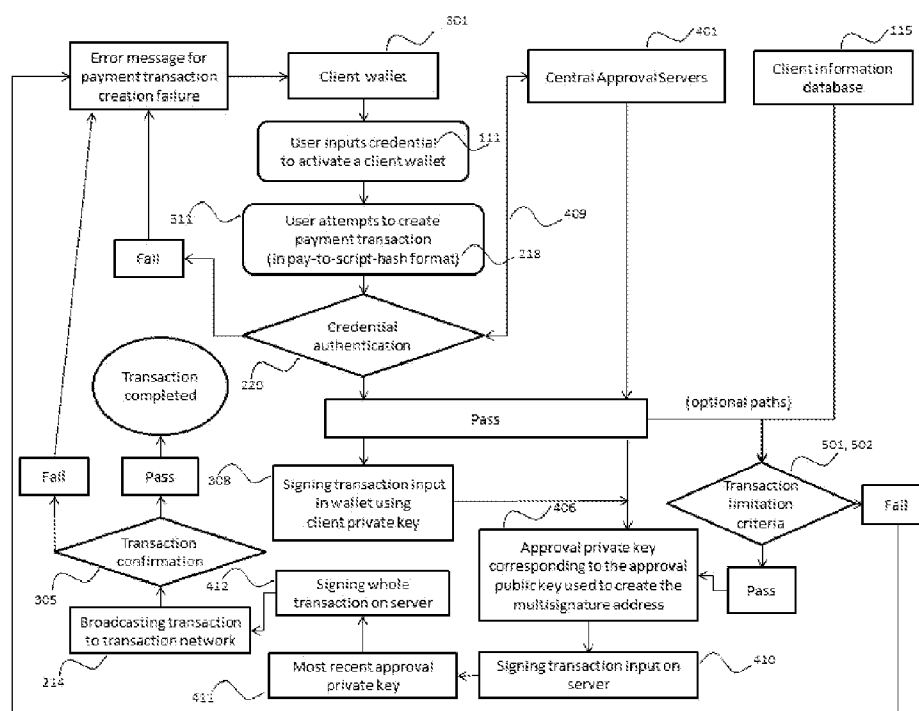 301
401
115
Error message for
payment transaction
creation failure
Client wallet
Central Approval Servers
Client information
database
User inputs credential
to activate a client wallet
111
311
User attempts to create
payment transaction
(in pay-to-script-hash format)
218
409
Fail
Credential
authentication
220
Transaction
completed
Pass
(optional paths)
Fail
Pass
308
Signing transaction input
in wallet using
client private key
501, 502
Transaction
limitation
criteria
Fail
406
Transaction
confirmation
305
412
Signing whole
transaction on server
Approval private key
corresponding to the approval
public key used to create the
multisignature address
Pass
Broadcasting transaction
to transaction network
214
Most recent approval
private key
411
Signing transaction input on
server
410